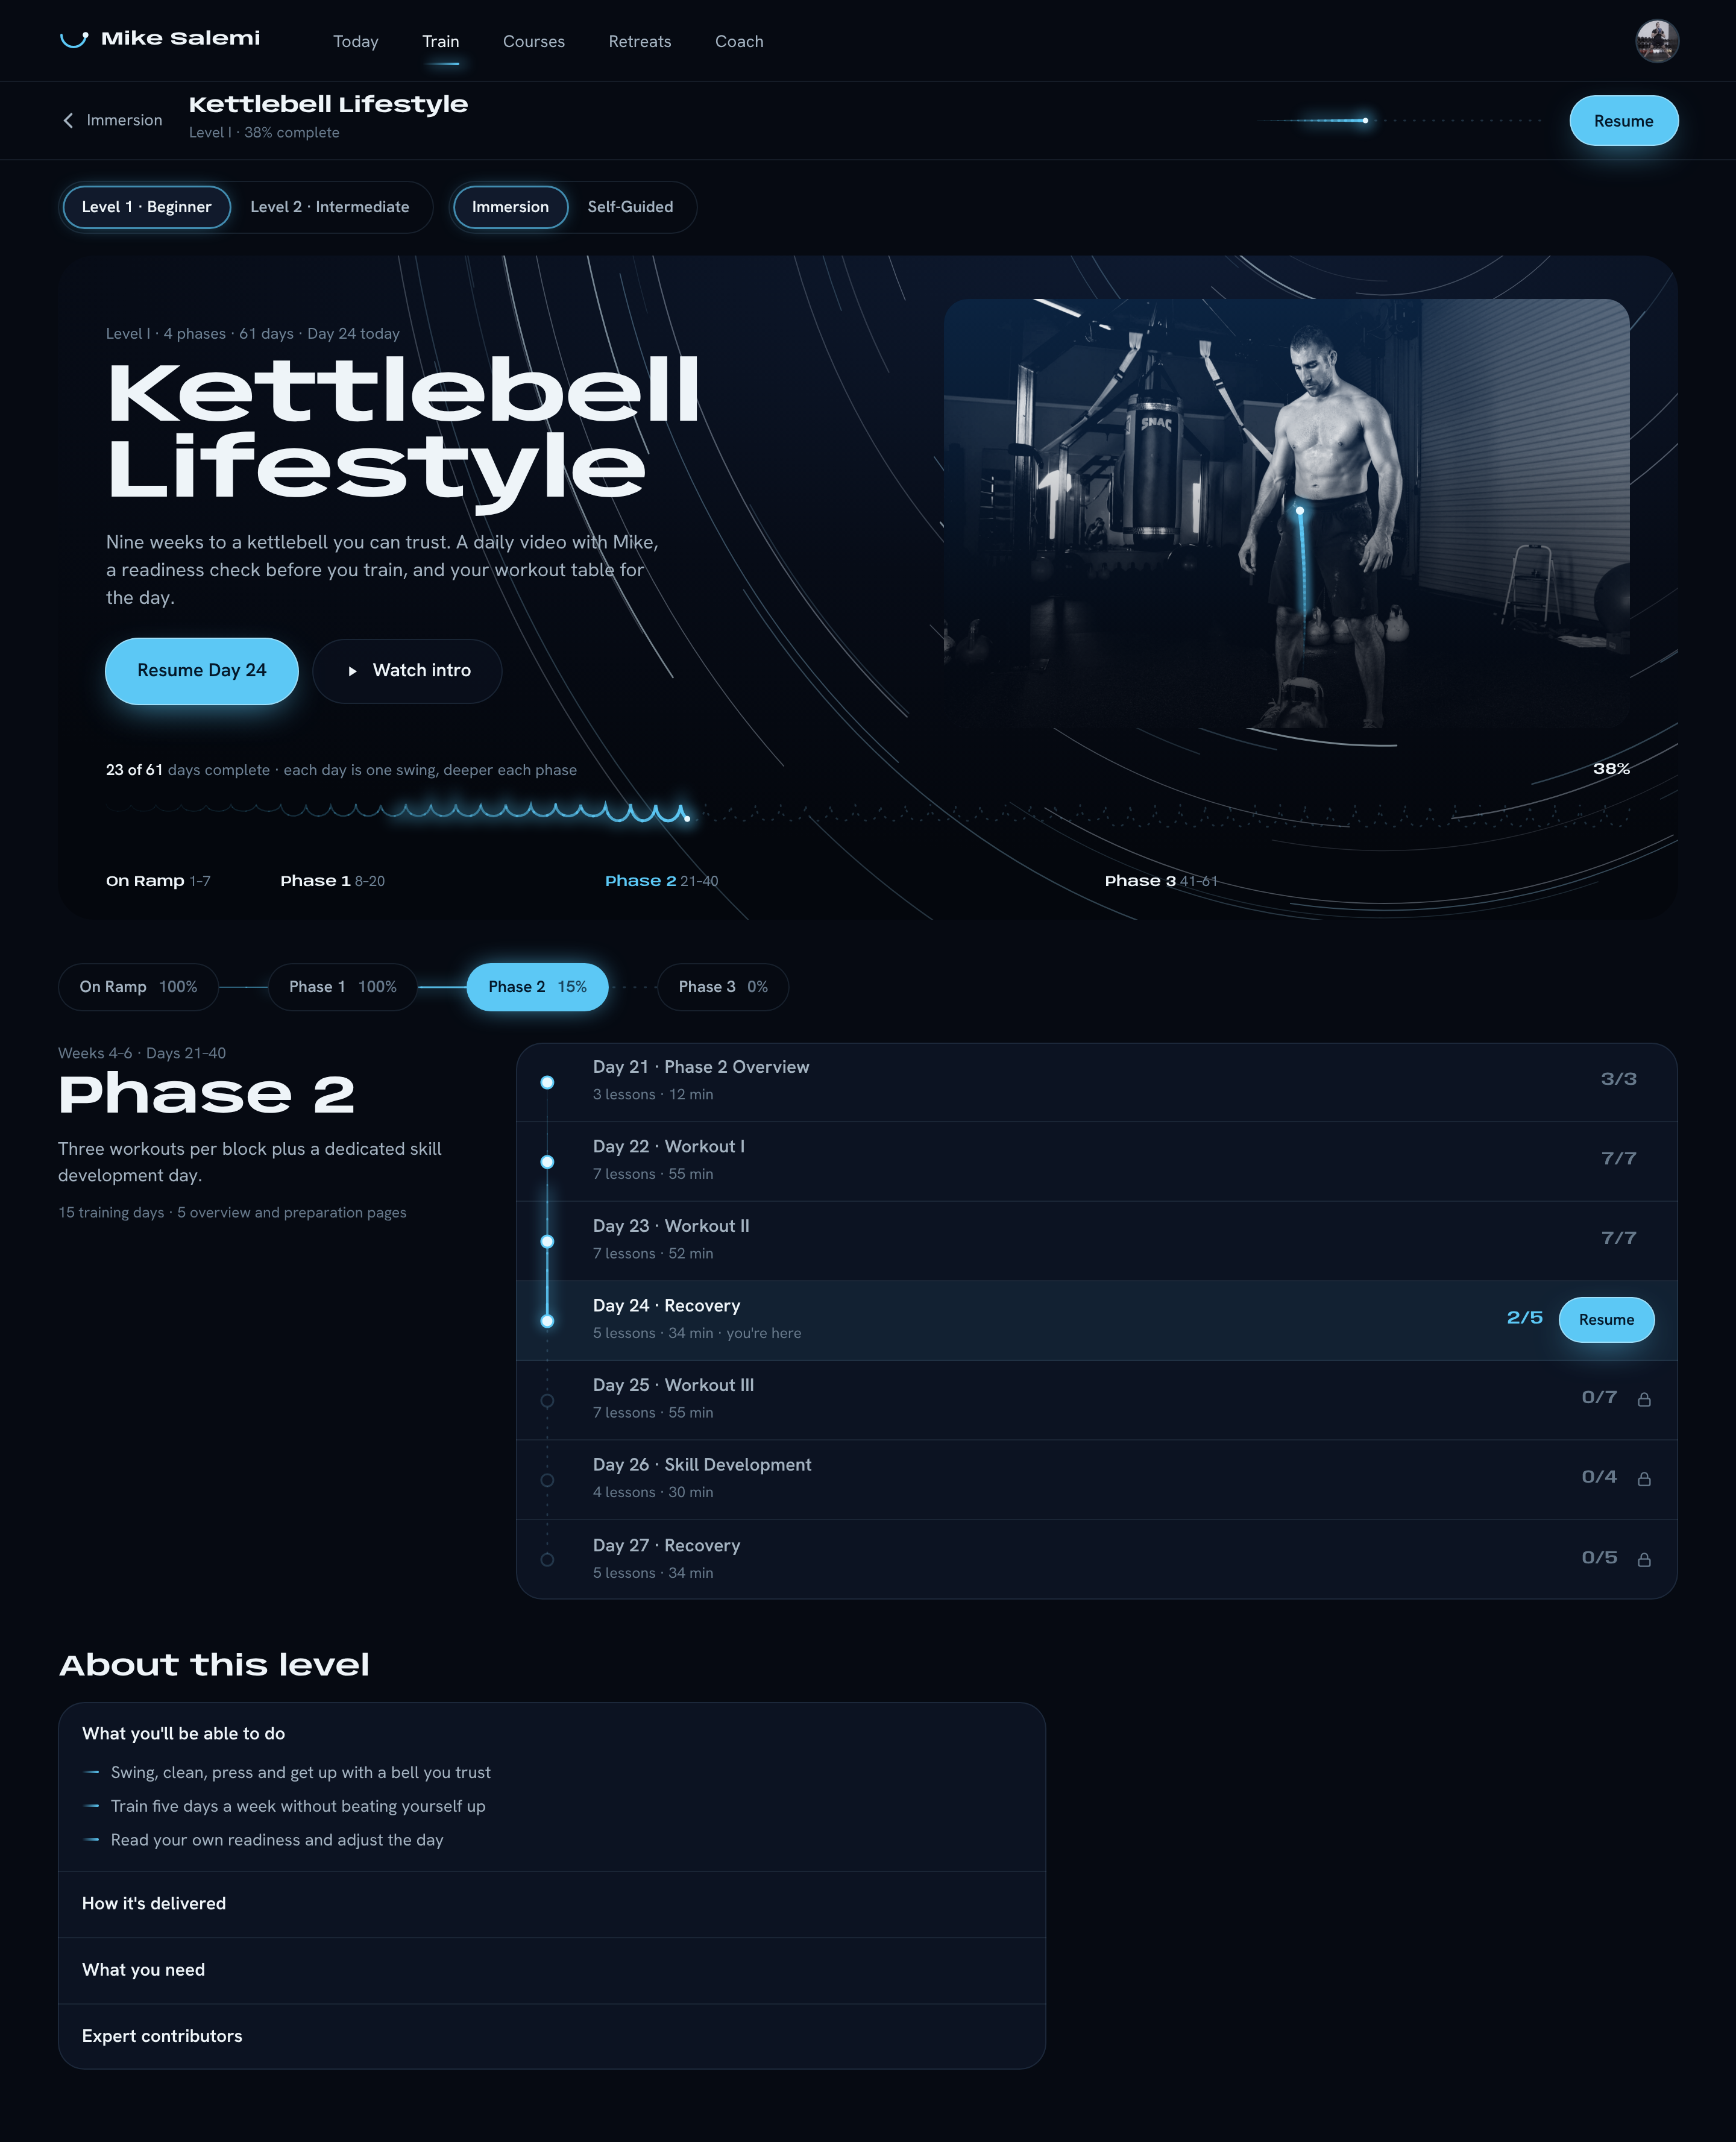 Mike Salemi
Today
Train
Courses
Retreats
Coach
Immersion
Kettlebell Lifestyle
Level I · 38% complete
Resume
Level 1 · Beginner
Level 2 · Intermediate
Immersion
Self-Guided
Level I · 4 phases · 61 days · Day 24 today
Kettlebell
Lifestyle
Nine weeks to a kettlebell you can trust. A daily video with Mike,
a readiness check before you train, and your workout table for
the day.
Resume Day 24
Watch intro
SNAC
23 of 61 days complete · each day is one swing, deeper each phase
38%
On Ramp 1–7
Phase 1 8–20
Phase 2 21–40
Phase 3 41–61
On Ramp 100%
Phase 1 100%
Phase 2 15%
Phase 3 0%
Weeks 4–6 · Days 21–40
Phase 2
Three workouts per block plus a dedicated skill
development day.
15 training days · 5 overview and preparation pages
Day 21 · Phase 2 Overview
3 lessons · 12 min
3/3
Day 22 · Workout I
7 lessons · 55 min
7/7
Day 23 · Workout II
7 lessons · 52 min
7/7
Day 24 · Recovery
5 lessons · 34 min · you're here
2/5
Resume
Day 25 · Workout III
7 lessons · 55 min
0/7
Day 26 · Skill Development
4 lessons · 30 min
0/4
Day 27 · Recovery
5 lessons · 34 min
0/5
About this level
What you'll be able to do
Swing, clean, press and get up with a bell you trust
Train five days a week without beating yourself up
Read your own readiness and adjust the day
How it's delivered
What you need
Expert contributors